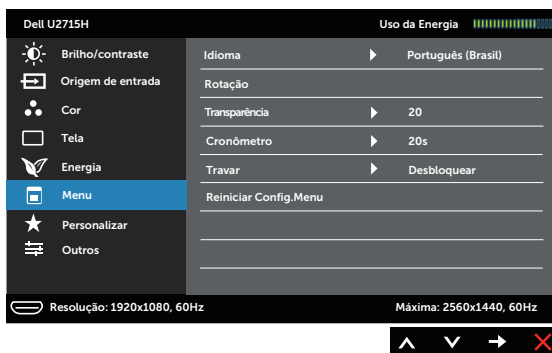 Dell U2715H Uso da Energia
Brilho/contraste Idioma Português (Brasil)
Origem de entrada Rotação
Cor Transparência 20
Tela Cronômetro 20s
Energia Travar Desbloquear
Menu Reiniciar Config.Menu
Personalizar
Outros
Resolução: 1920x1080, 60Hz Máxima: 2560x1440, 60Hz